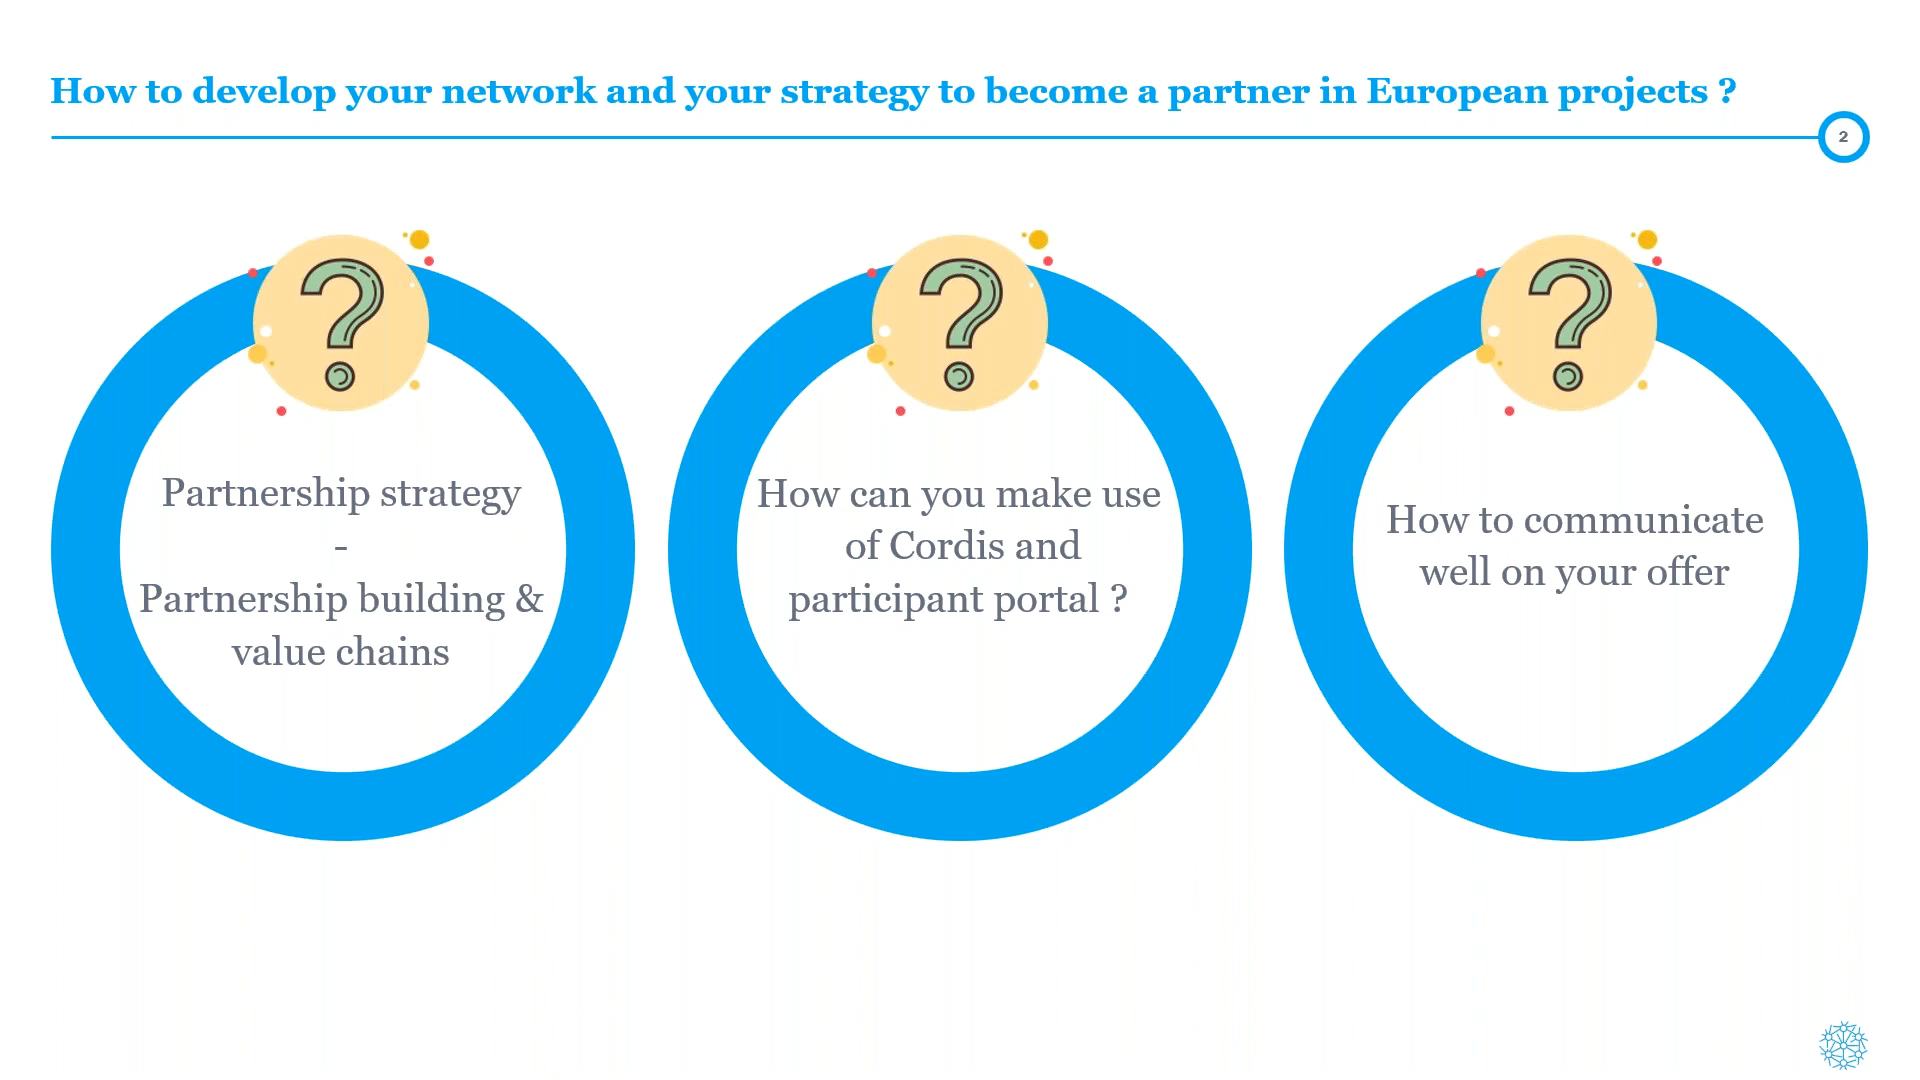 How to develop your network and your strategy to become a partner in European projects ?
2
Partnership strategy
-
Partnership building &
value chains
How can you make use
of Cordis and
participant portal ?
How to communicate
well on your offer